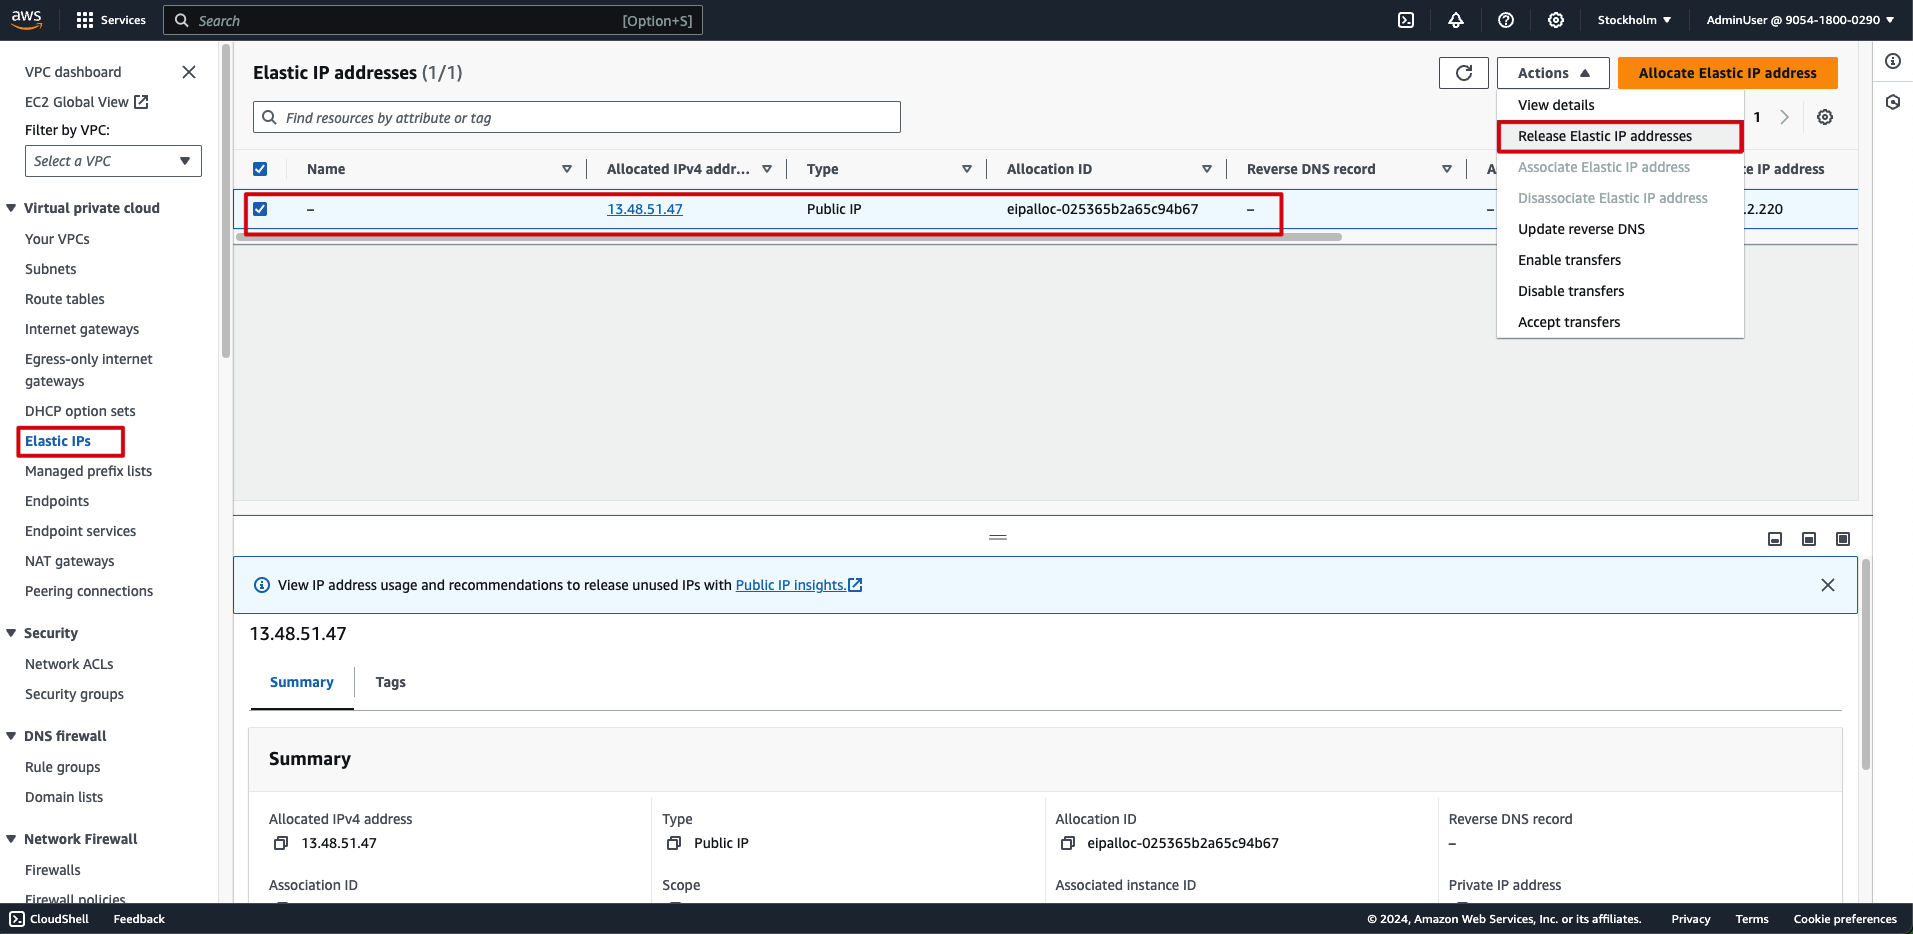 aws
Services
Search
[Option+S]
Stockholm
AdminUser @ 9054-1800-0290
VPC dashboard
EC2 Global View
Filter by VPC:
Select a VPC
Virtual private cloud
Your VPCs
Subnets
Route tables
Internet gateways
Egress-only internet
gateways
DHCP option sets
Elastic IPs
Managed prefix lists
Endpoints
Endpoint services
NAT gateways
Peering connections
Security
Network ACLs
Security groups
DNS firewall
Rule groups
Domain lists
Network Firewall
Firewalls
Firewall policies
Elastic IP addresses (1/1)
Actions
Allocate Elastic IP address
Find resources by attribute or tag
1
View details
Release Elastic IP addresses
Associate Elastic IP address
Disassociate Elastic IP address
Update reverse DNS
Enable transfers
Disable transfers
Accept transfers
Name
Allocated IPv4 addr...
Type
Allocation ID
Reverse DNS record
IP address
–
13.48.51.47
Public IP
eipalloc-025365b2a65c94b67
–
–
.2.220
View IP address usage and recommendations to release unused IPs with Public IP insights.
13.48.51.47
Summary
Tags
Summary
Allocated IPv4 address
Type
Allocation ID
Reverse DNS record
13.48.51.47
Public IP
eipalloc-025365b2a65c94b67
–
Association ID
Scope
Associated instance ID
Private IP address
CloudShell
Feedback
© 2024, Amazon Web Services, Inc. or its affiliates.
Privacy
Terms
Cookie preferences